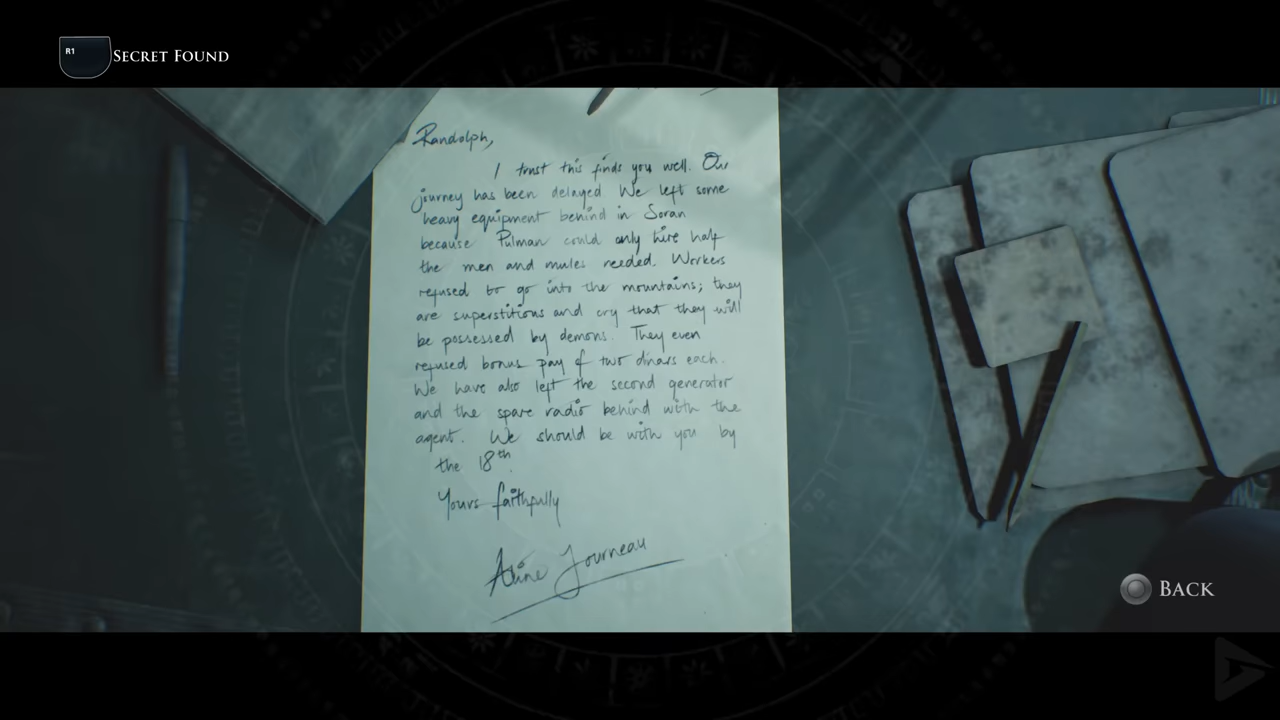 R1
SECRET FOUND
Randolph,
I trust this finds you well. Our
journey has been delayed. We left some
heavy equipment behind in Soran
because Pulman could only hire half
the men and mules needed. Workers
refused to go into the mountains; they
are superstitious and cry that they will
be possessed by demons. They even
refused bonus pay of two dinars each.
We have also left the second generator
and the spare radio behind with the
agent. We should be with you by
the 18th.
Yours faithfully
Aline Journeau
BACK